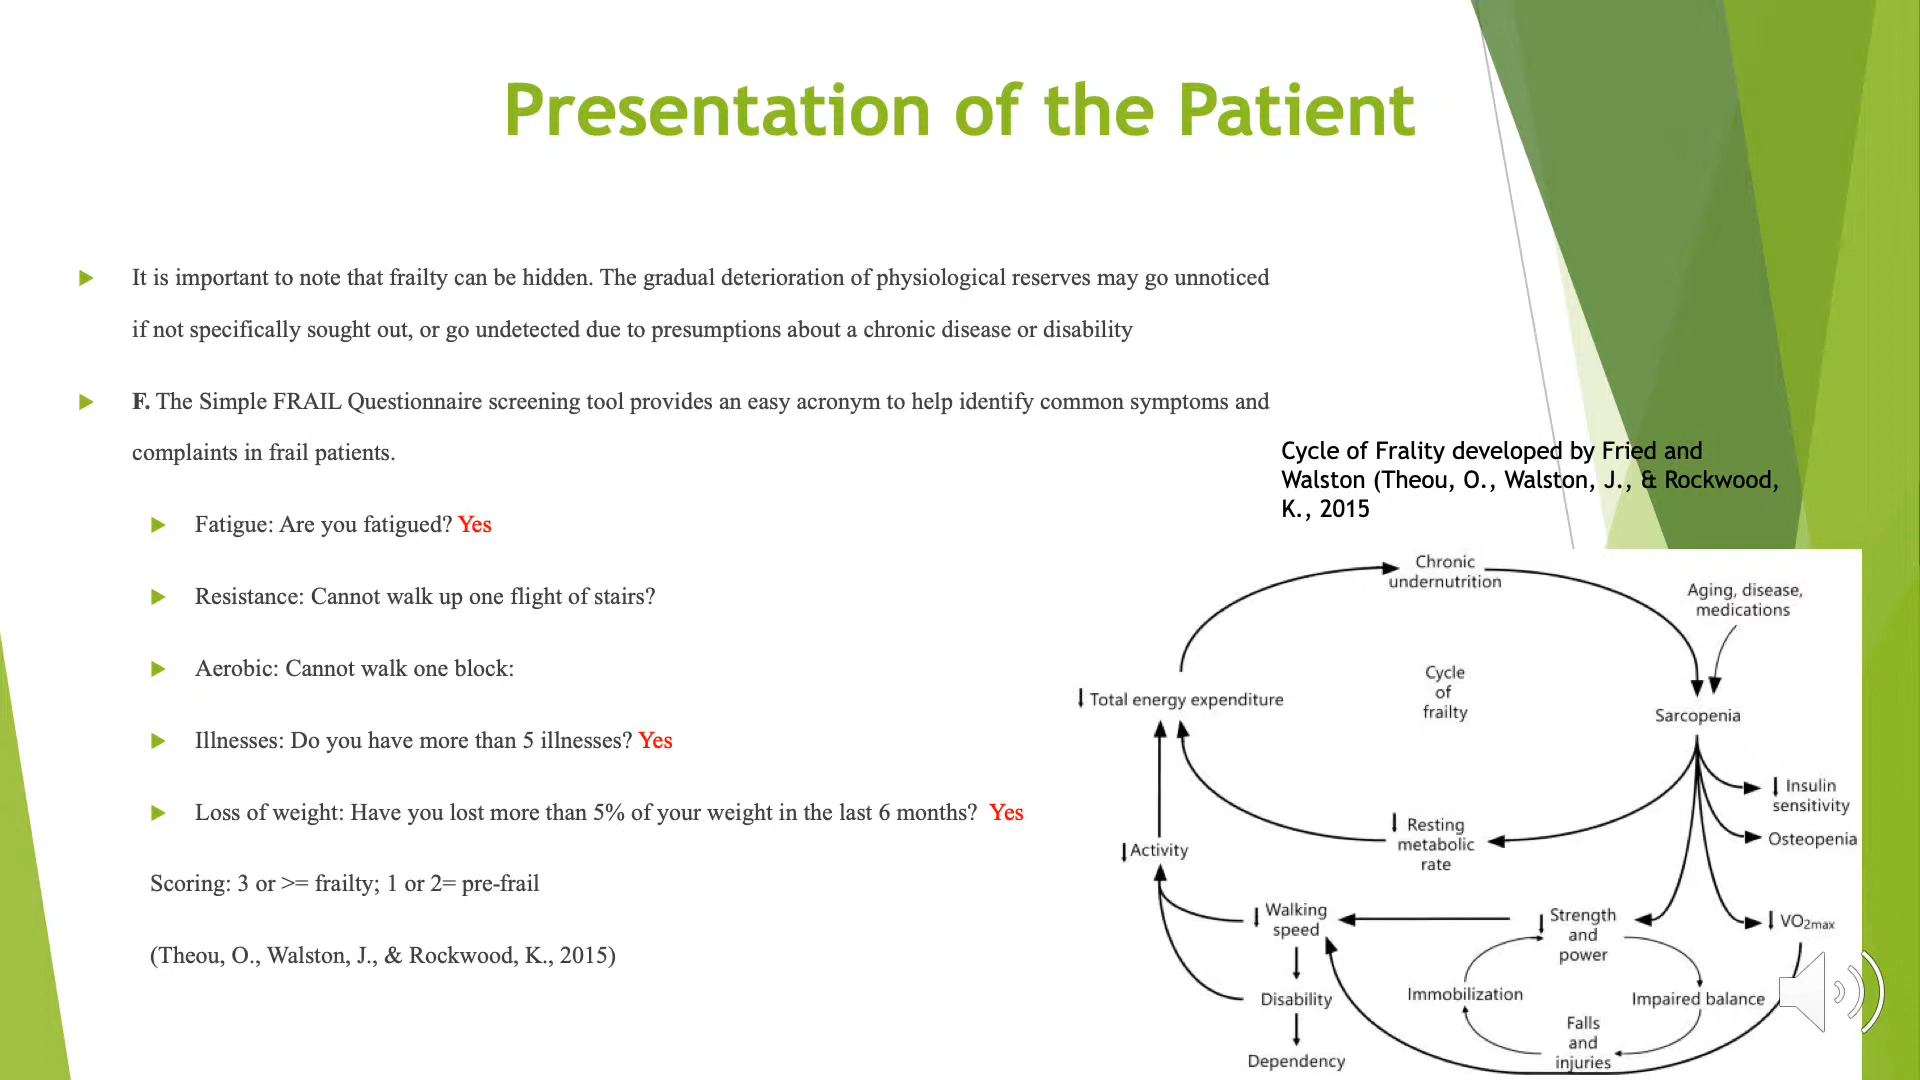 Presentation of the Patient
It is important to note that frailty can be hidden. The gradual deterioration of physiological reserves may go unnoticed
if not specifically sought out, or go undetected due to presumptions about a chronic disease or disability
F. The Simple FRAIL Questionnaire screening tool provides an easy acronym to help identify common symptoms and
complaints in frail patients.
Fatigue: Are you fatigued? Yes
Resistance: Cannot walk up one flight of stairs?
Aerobic: Cannot walk one block:
Illnesses: Do you have more than 5 illnesses? Yes
Loss of weight: Have you lost more than 5% of your weight in the last 6 months? Yes
Scoring: 3 or >= frailty; 1 or 2= pre-frail
(Theou, O., Walston, J., & Rockwood, K., 2015)
Cycle of Frality developed by Fried and
Walston (Theou, O., Walston, J., & Rockwood,
K., 2015
Chronic
undernutrition
Aging, disease,
medications
Cycle
of
frailty
↓ Total energy expenditure
Sarcopenia
↓ Insulin
sensitivity
Osteopenia
↓ Resting
metabolic
rate
↓ Activity
↓ Walking
speed
↓ Strength
and
power
↓ VO2max
Disability
Immobilization
Impaired balance
Falls
and
injuries
Dependency